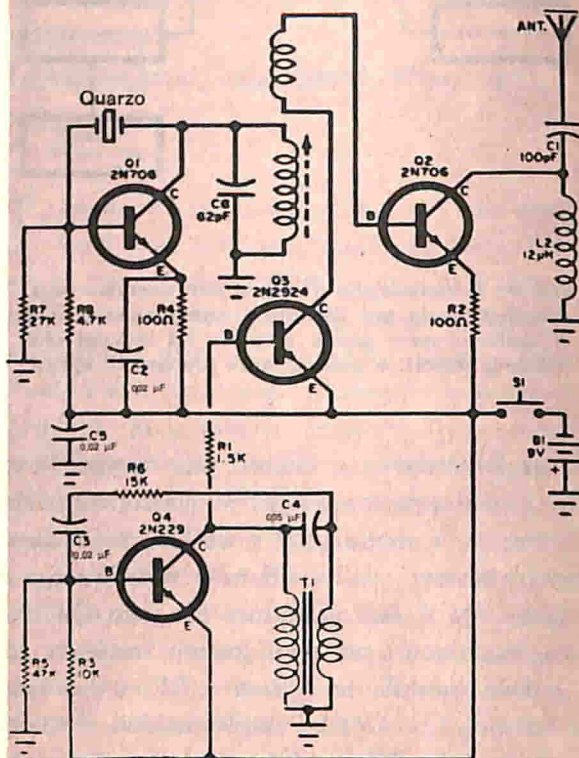 ANT.
Quarzo
C1
100pF
Q1
2N706
Q2
2N706
C
C
C6
62pF
B
L2
12µH
E
Q3
2N2924
E
C
R7
27K
R8
4.7K
R4
100Ω
B
R2
100Ω
C2
0,02 µF
E
S1
C5
0,02 µF
R1
1.5K
B1
9V
+
R6
15K
Q4
2N229
C4
0,05 µF
C
C3
0,02 µF
B
T1
E
R5
47K
R3
10K